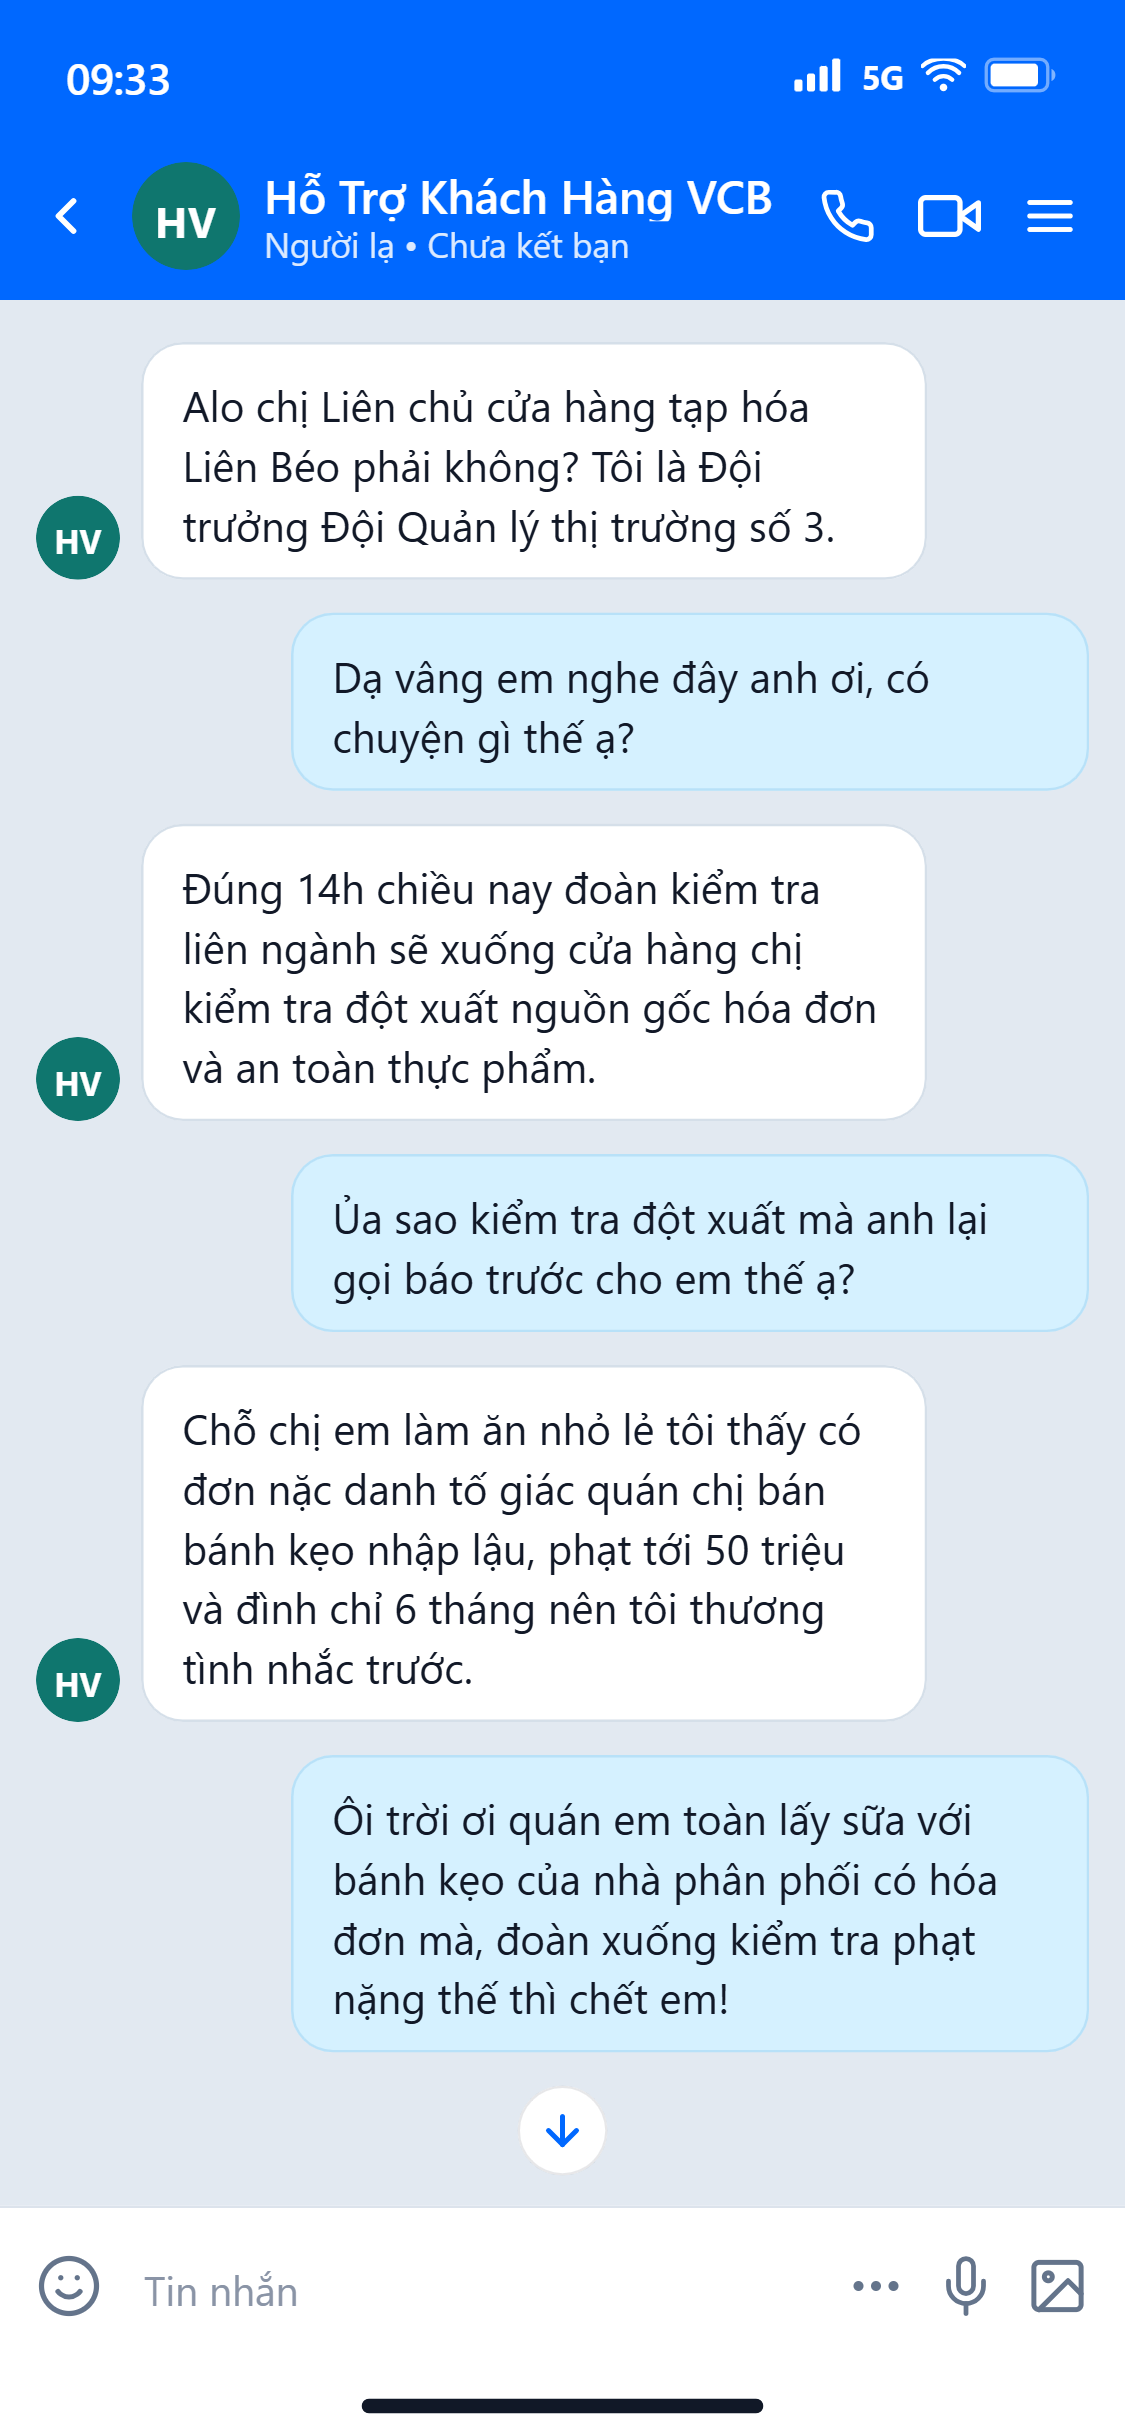 09:33
5G
HV
Hỗ Trợ Khách Hàng VCB
Người lạ • Chưa kết bạn
Alo chị Liên chủ cửa hàng tạp hóa
Liên Béo phải không? Tôi là Đội
trưởng Đội Quản lý thị trường số 3.
HV
Dạ vâng em nghe đây anh ơi, có
chuyện gì thế ạ?
Đúng 14h chiều nay đoàn kiểm tra
liên ngành sẽ xuống cửa hàng chị
kiểm tra đột xuất nguồn gốc hóa đơn
và an toàn thực phẩm.
HV
Ủa sao kiểm tra đột xuất mà anh lại
gọi báo trước cho em thế ạ?
Chỗ chị em làm ăn nhỏ lẻ tôi thấy có
đơn nặc danh tố giác quán chị bán
bánh kẹo nhập lậu, phạt tới 50 triệu
và đình chỉ 6 tháng nên tôi thương
tình nhắc trước.
HV
Ôi trời ơi quán em toàn lấy sữa với
bánh kẹo của nhà phân phối có hóa
đơn mà, đoàn xuống kiểm tra phạt
nặng thế thì chết em!
Tin nhắn